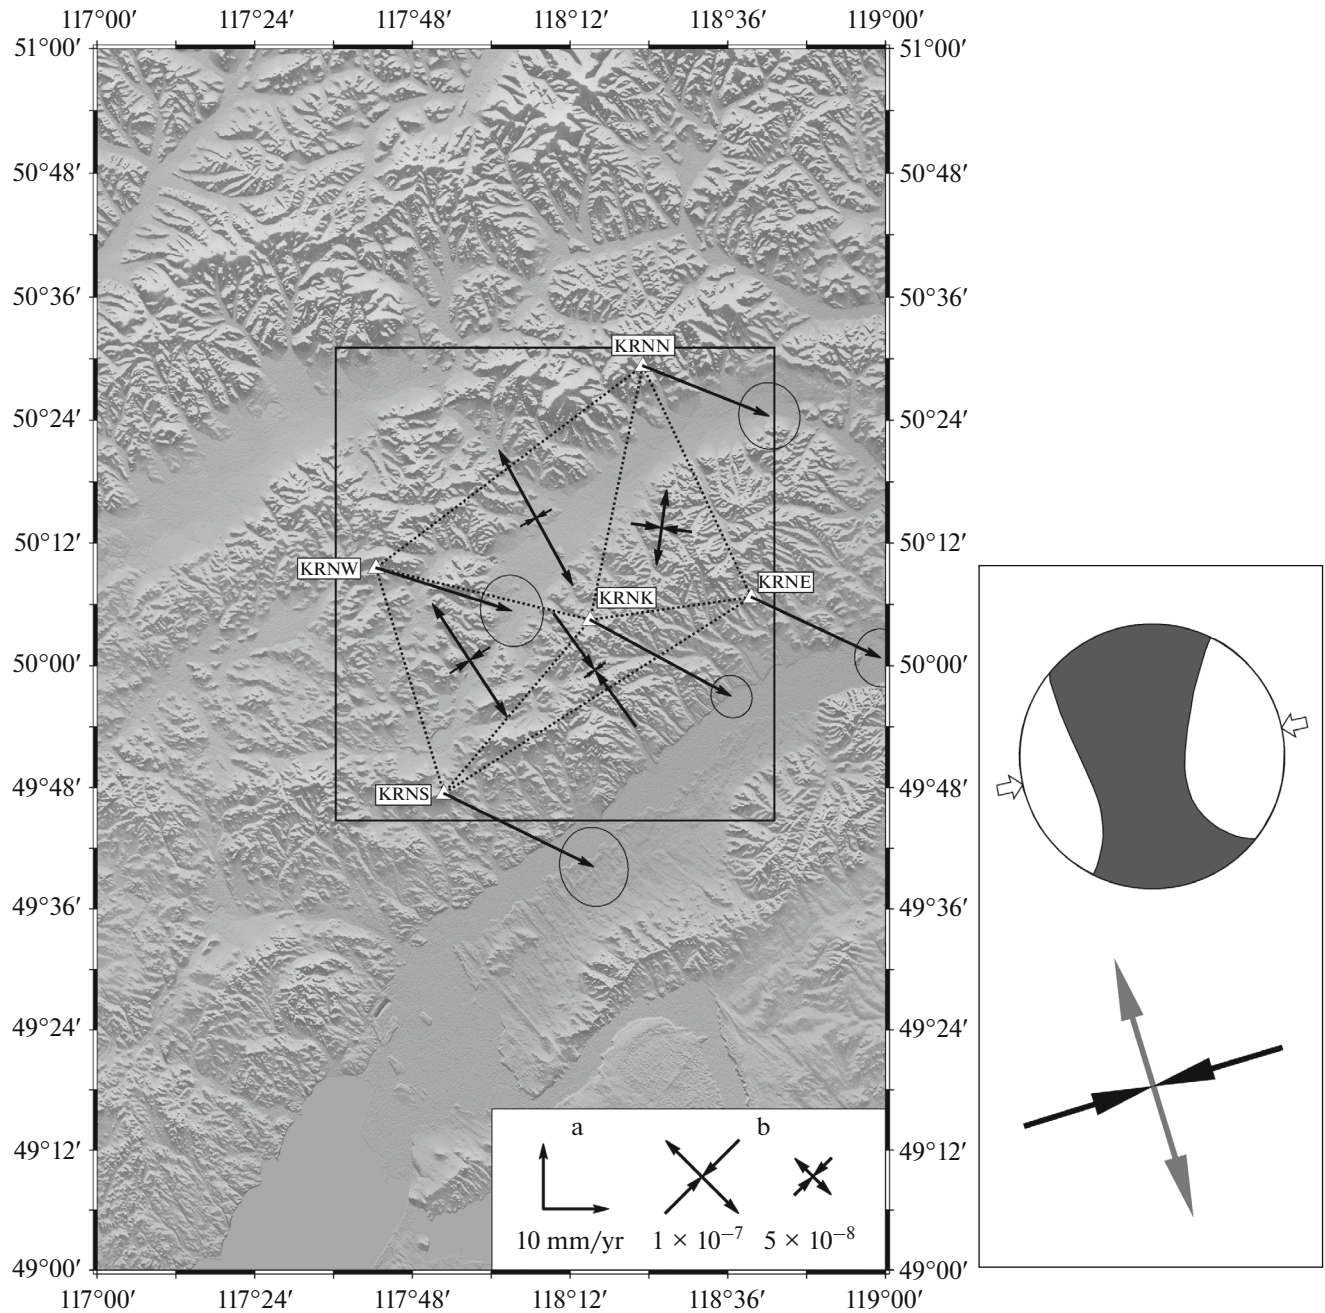 117°00′ 117°24′ 117°48′ 118°12′ 118°36′ 119°00′
51°00′ 51°00′
50°48′ 50°48′
50°36′ 50°36′
KRNN
50°24′ 50°24′
50°12′ 50°12′
KRNW
KRNE
KRNK
50°00′ 50°00′
49°48′ 49°48′
KRNS
49°36′ 49°36′
49°24′ 49°24′
a b
49°12′ 49°12′
10 mm/yr 1 × 10⁻⁷ 5 × 10⁻⁸
49°00′ 49°00′
117°00′ 117°24′ 117°48′ 118°12′ 118°36′ 119°00′